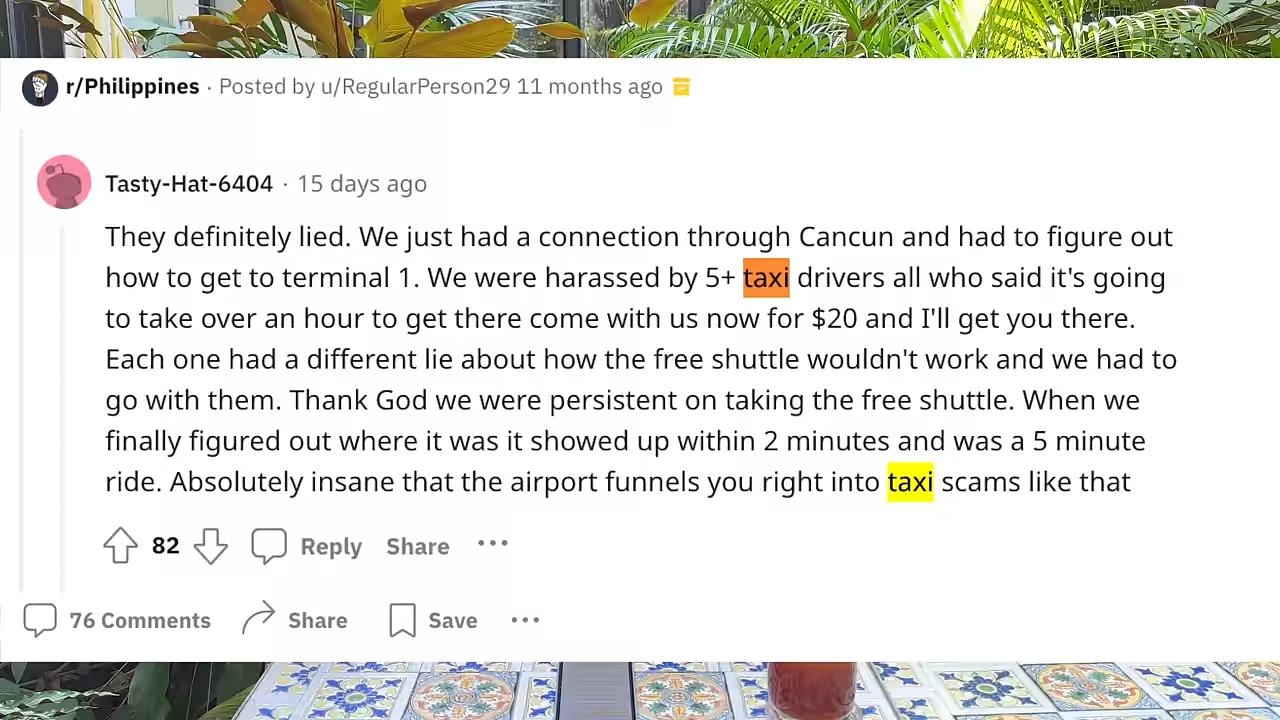 r/Philippines · Posted by u/RegularPerson29 11 months ago
Tasty-Hat-6404 · 15 days ago
They definitely lied. We just had a connection through Cancun and had to figure out
how to get to terminal 1. We were harassed by 5+ taxi drivers all who said it's going
to take over an hour to get there come with us now for $20 and I'll get you there.
Each one had a different lie about how the free shuttle wouldn't work and we had to
go with them. Thank God we were persistent on taking the free shuttle. When we
finally figured out where it was it showed up within 2 minutes and was a 5 minute
ride. Absolutely insane that the airport funnels you right into taxi scams like that
82 Reply Share
76 Comments Share Save